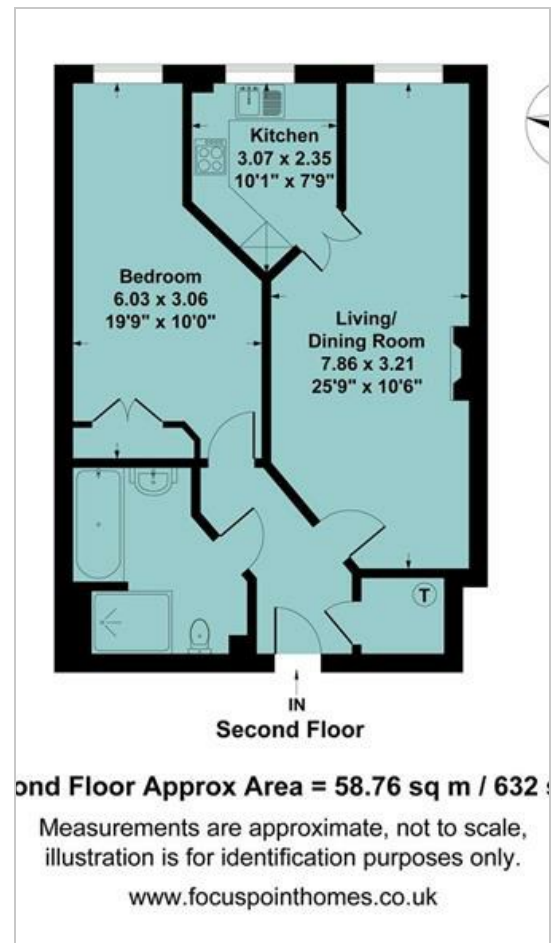 Kitchen
3.07 x 2.35
10'1" x 7'9"
Bedroom
6.03 x 3.06
19'9" x 10'0"
Living/
Dining Room
7.86 x 3.21
25'9" x 10'6"
T
IN
Second Floor
ond Floor Approx Area = 58.76 sq m / 632
Measurements are approximate, not to scale,
illustration is for identification purposes only.
www.focuspointhomes.co.uk